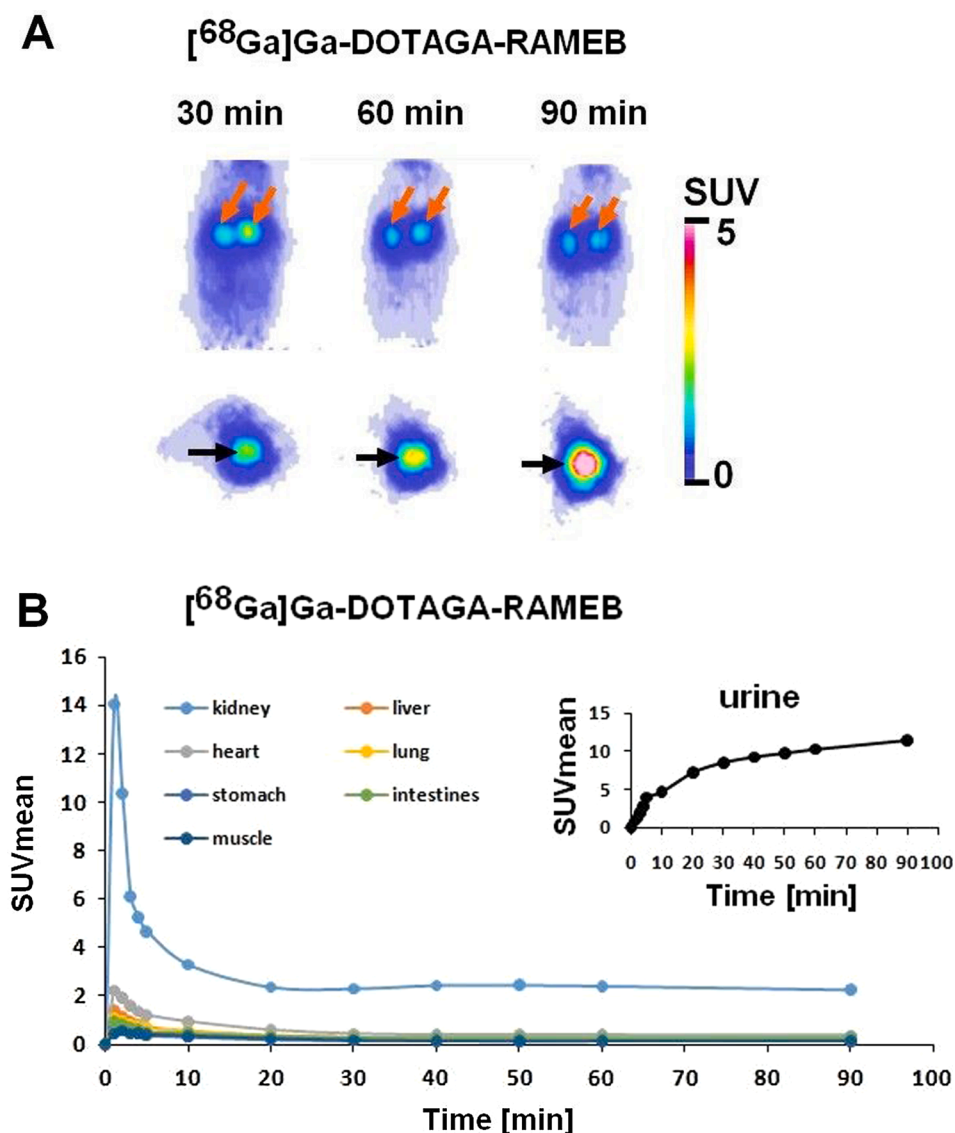 A
[⁶⁸Ga]Ga-DOTAGA-RAMEB
30 min 60 min 90 min
SUV
5
0
B
[⁶⁸Ga]Ga-DOTAGA-RAMEB
16
14
12
10
8
6
4
2
0
SUVmean
kidney liver
heart lung
stomach intestines
muscle
0 10 20 30 40 50 60 70 80 90 100
Time [min]
urine
15
10
5
0
SUVmean
0 10 20 30 40 50 60 70 80 90 100
Time [min]